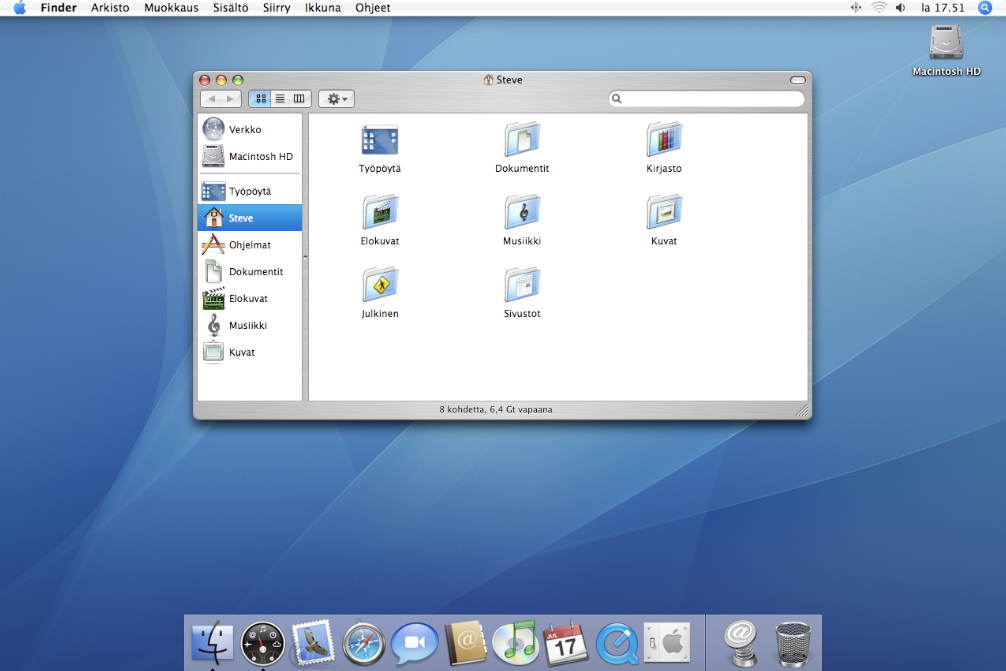 Finder Arkisto Muokkaus Sisältö Siirry Ikkuna Ohjeet la 17.51
Macintosh HD
Steve
Verkko
Macintosh HD
Työpöytä
Steve
Ohjelmat
Dokumentit
Elokuvat
Musiikki
Kuvat
Työpöytä Dokumentit Kirjasto
Elokuvat Musiikki Kuvat
Julkinen Sivustot
8 kohdetta, 6,4 Gt vapaana
JUL
17